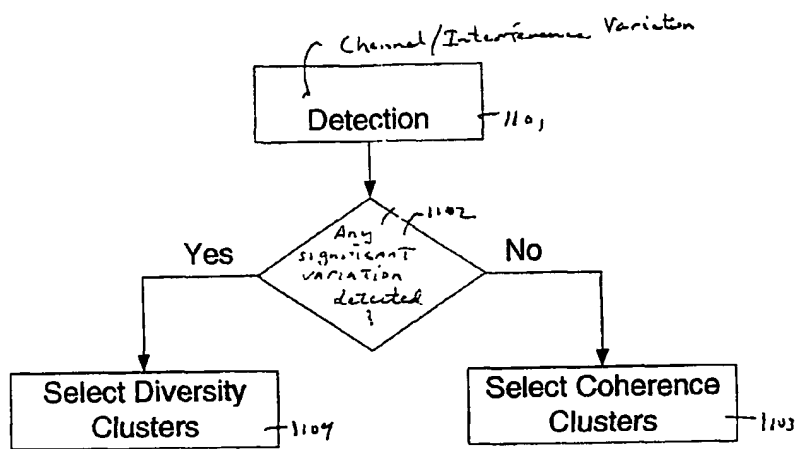 Channel/Interference Variation
Detection
1101
1102
Any
significant
variation
detected
?
Yes
No
Select Diversity
Clusters
1104
Select Coherence
Clusters
1103